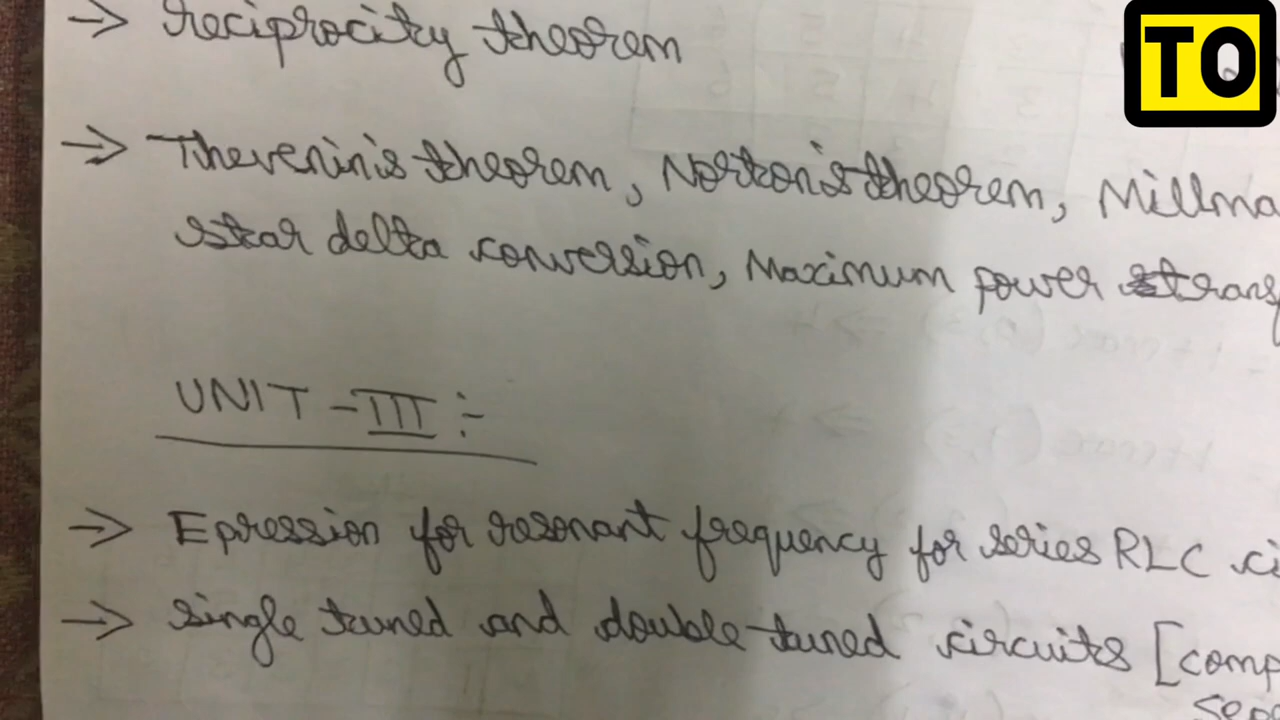 TO
→ reciprocity theorem
→ Thevenin's theorem, Norton's theorem, Millma
star delta conversion, Maximum power transf
UNIT - III :-
→ Epression for resonant frequency for series RLC ci
→ single tuned and double tuned circuits [comp